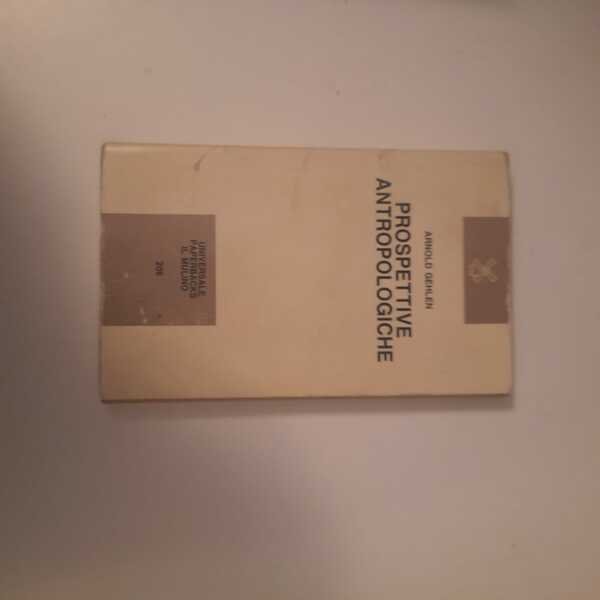 ARNOLD GEHLEN
PROSPETTIVE
ANTROPOLOGICHE
UNIVERSALE
PAPERBACKS
IL MULINO
206